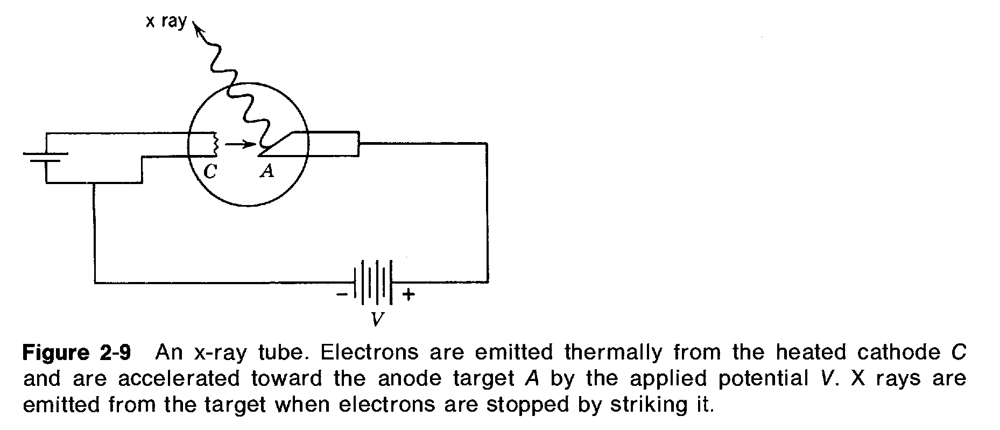 x ray
C
A
− +
V
Figure 2-9 An x-ray tube. Electrons are emitted thermally from the heated cathode C
and are accelerated toward the anode target A by the applied potential V. X rays are
emitted from the target when electrons are stopped by striking it.